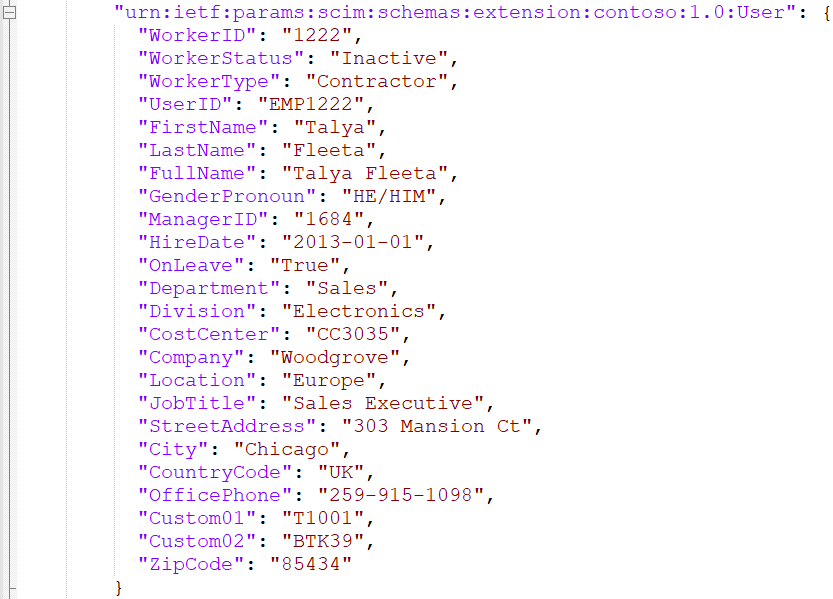 "urn:ietf:params:scim:schemas:extension:contoso:1.0:User": {
"WorkerID": "1222",
"WorkerStatus": "Inactive",
"WorkerType": "Contractor",
"UserID": "EMP1222",
"FirstName": "Talya",
"LastName": "Fleeta",
"FullName": "Talya Fleeta",
"GenderPronoun": "HE/HIM",
"ManagerID": "1684",
"HireDate": "2013-01-01",
"OnLeave": "True",
"Department": "Sales",
"Division": "Electronics",
"CostCenter": "CC3035",
"Company": "Woodgrove",
"Location": "Europe",
"JobTitle": "Sales Executive",
"StreetAddress": "303 Mansion Ct",
"City": "Chicago",
"CountryCode": "UK",
"OfficePhone": "259-915-1098",
"Custom01": "T1001",
"Custom02": "BTK39",
"ZipCode": "85434"
}